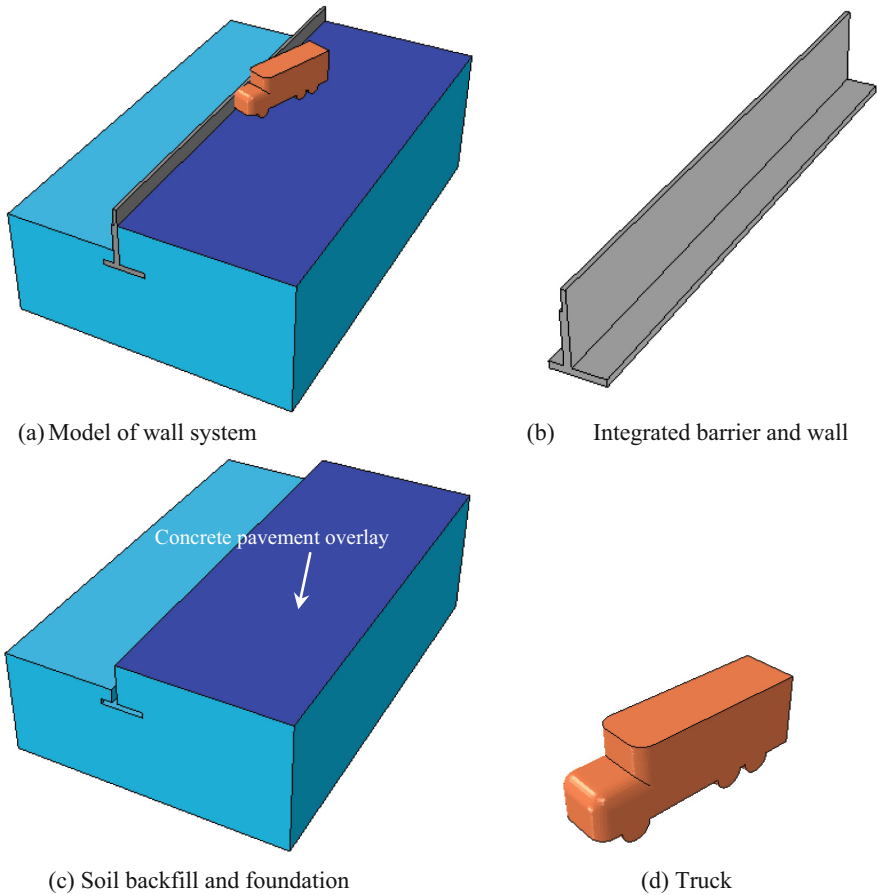 (a) Model of wall system
(b) Integrated barrier and wall
Concrete pavement overlay
(c) Soil backfill and foundation
(d) Truck